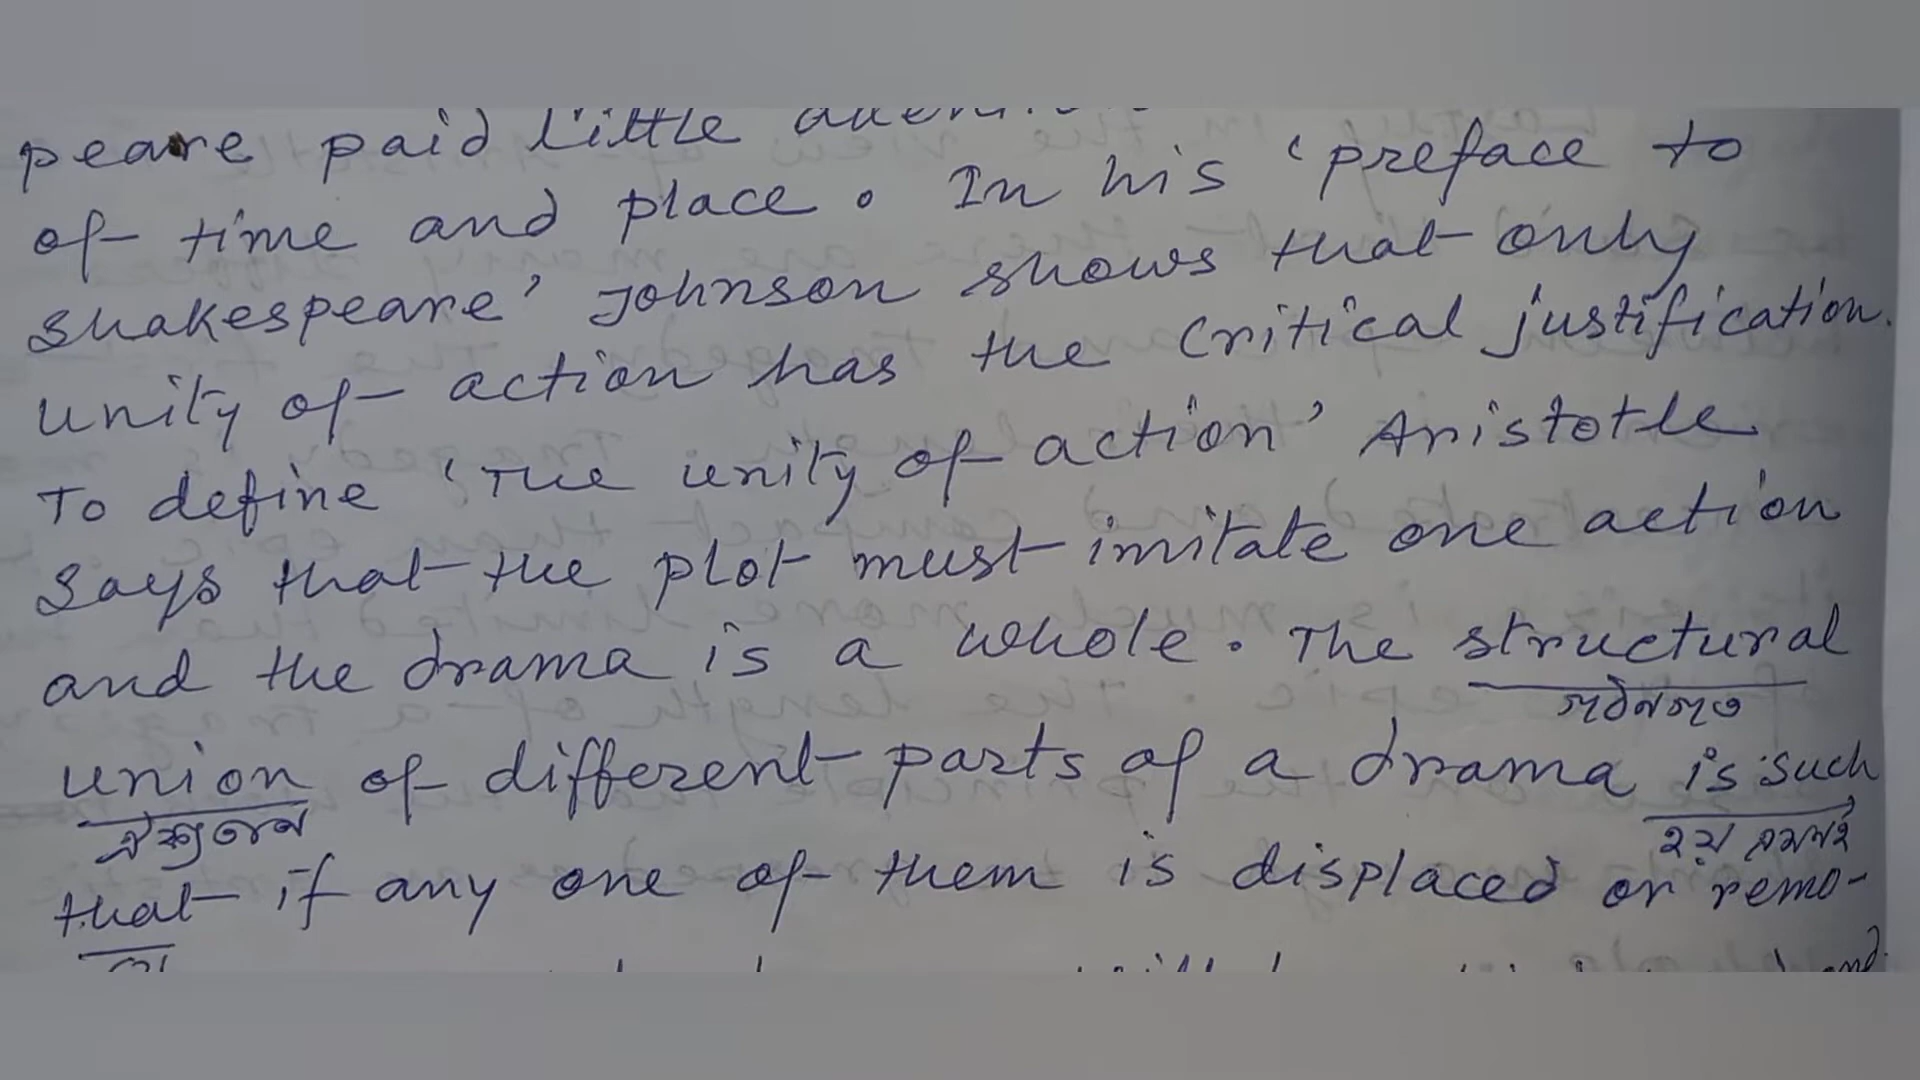 peare paid little
of time and place. In his 'preface to
Shakespeare' Johnson shows that only
unity of action has the critical justification.
To define 'The unity of action' Aristotle
Says that the plot must imitate one action
and the drama is a whole. The structural
গঠনগত
union of different parts of a drama is such
ঐক্য হয় এমনই
that if any one of them is displaced or remo-